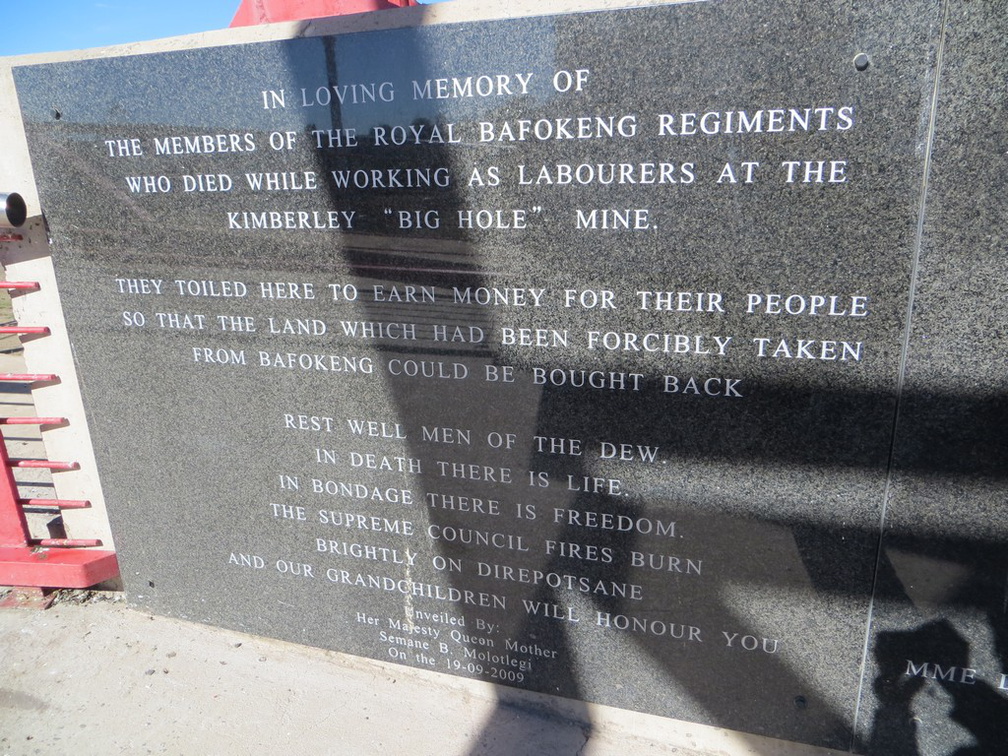 IN LOVING MEMORY OF
THE MEMBERS OF THE ROYAL BAFOKENG REGIMENTS
WHO DIED WHILE WORKING AS LABOURERS AT THE
KIMBERLEY “BIG HOLE” MINE.
THEY TOILED HERE TO EARN MONEY FOR THEIR PEOPLE
SO THAT THE LAND WHICH HAD BEEN FORCIBLY TAKEN
FROM BAFOKENG COULD BE BOUGHT BACK
REST WELL MEN OF THE DEW.
IN DEATH THERE IS LIFE.
IN BONDAGE THERE IS FREEDOM.
THE SUPREME COUNCIL FIRES BURN
BRIGHTLY ON DIREPOTSANE
AND OUR GRANDCHILDREN WILL HONOUR YOU
Unveiled By:
Her Majesty Queen Mother
Semane B. Molotlegi
On the 19-09-2009
MME